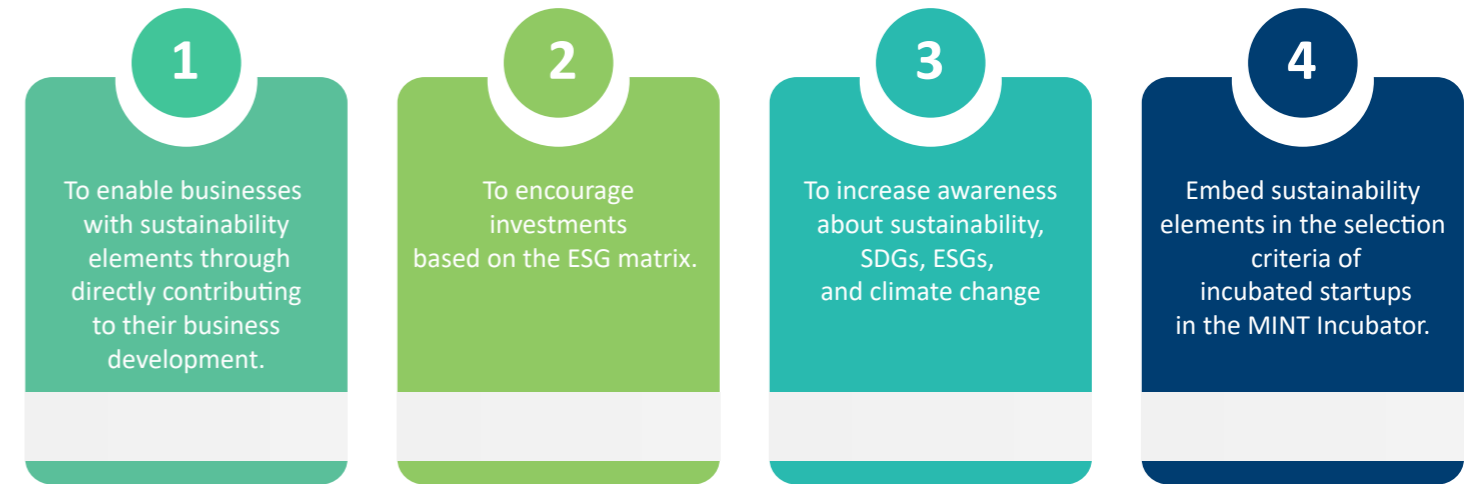 1
To enable businesses
with sustainability
elements through
directly contributing
to their business
development.
2
To encourage
investments
based on the ESG matrix.
3
To increase awareness
about sustainability,
SDGs, ESGs,
and climate change
4
Embed sustainability
elements in the selection
criteria of
incubated startups
in the MINT Incubator.